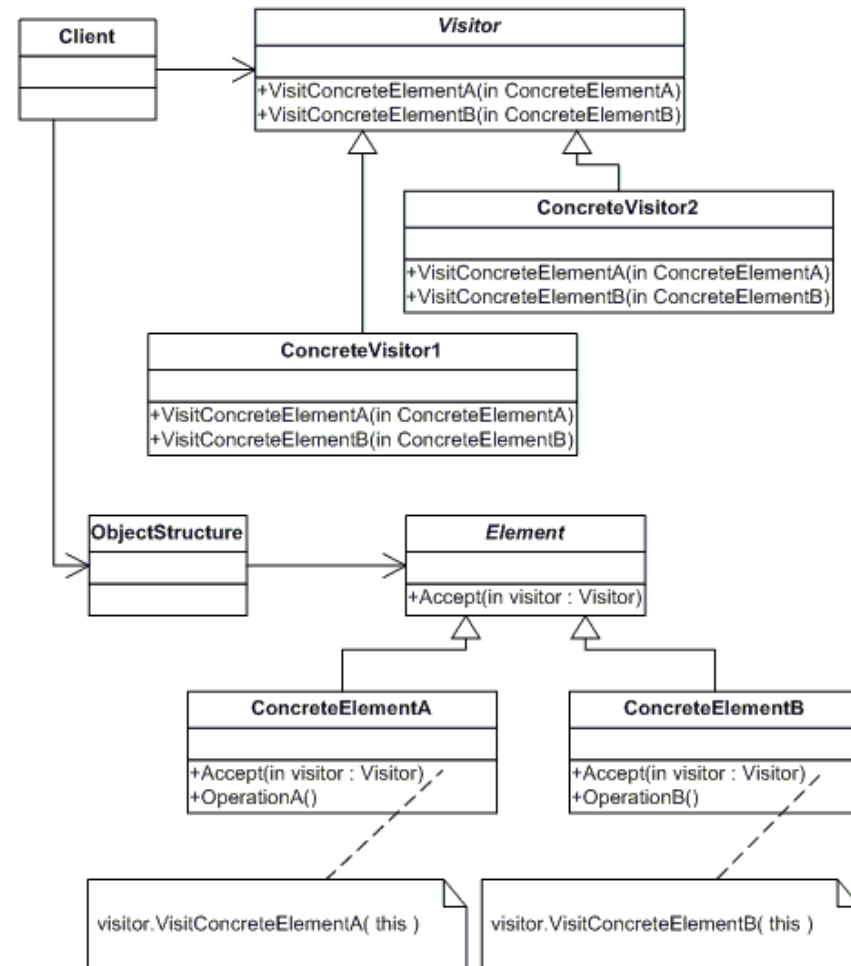 Client
Visitor
+VisitConcreteElementA(in ConcreteElementA)
+VisitConcreteElementB(in ConcreteElementB)
ConcreteVisitor2
+VisitConcreteElementA(in ConcreteElementA)
+VisitConcreteElementB(in ConcreteElementB)
ConcreteVisitor1
+VisitConcreteElementA(in ConcreteElementA)
+VisitConcreteElementB(in ConcreteElementB)
ObjectStructure
Element
+Accept(in visitor : Visitor)
ConcreteElementA
+Accept(in visitor : Visitor)
+OperationA()
ConcreteElementB
+Accept(in visitor : Visitor)
+OperationB()
visitor.VisitConcreteElementA( this )
visitor.VisitConcreteElementB( this )